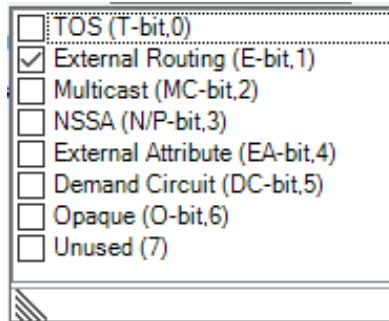 TOS (T-bit,0)
External Routing (E-bit,1)
Multicast (MC-bit,2)
NSSA (N/P-bit,3)
External Attribute (EA-bit,4)
Demand Circuit (DC-bit,5)
Opaque (O-bit,6)
Unused (7)